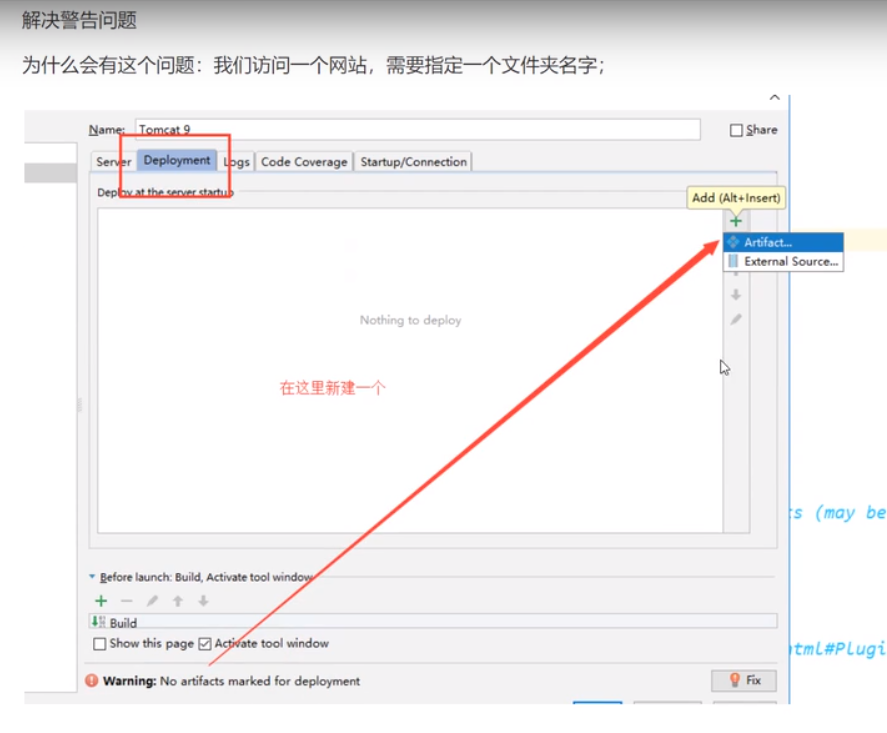 解决警告问题
为什么会有这个问题：我们访问一个网站，需要指定一个文件夹名字；
Name: Tomcat 9
Share
Server Deployment Logs Code Coverage Startup/Connection
Deploy at the server startup
Add (Alt+Insert)
Artifact...
External Source...
Nothing to deploy
在这里新建一个
ts (may be
Before launch: Build, Activate tool window
Build
Show this page Activate tool window
html#Plugi
Warning: No artifacts marked for deployment
Fix